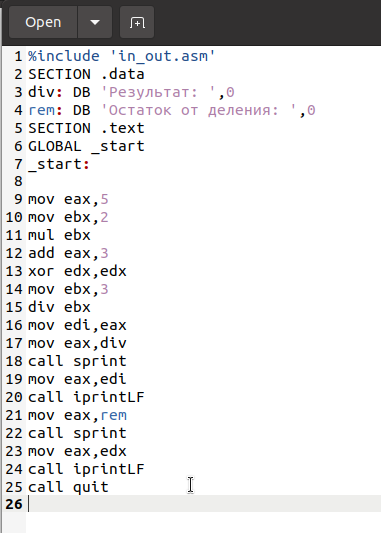 Open
1 %include 'in_out.asm'
2 SECTION .data
3 div: DB 'Результат: ',0
4 rem: DB 'Остаток от деления: ',0
5 SECTION .text
6 GLOBAL _start
7 _start:
8
9 mov eax,5
10 mov ebx,2
11 mul ebx
12 add eax,3
13 xor edx,edx
14 mov ebx,3
15 div ebx
16 mov edi,eax
17 mov eax,div
18 call sprint
19 mov eax,edi
20 call iprintLF
21 mov eax,rem
22 call sprint
23 mov eax,edx
24 call iprintLF
25 call quit
26